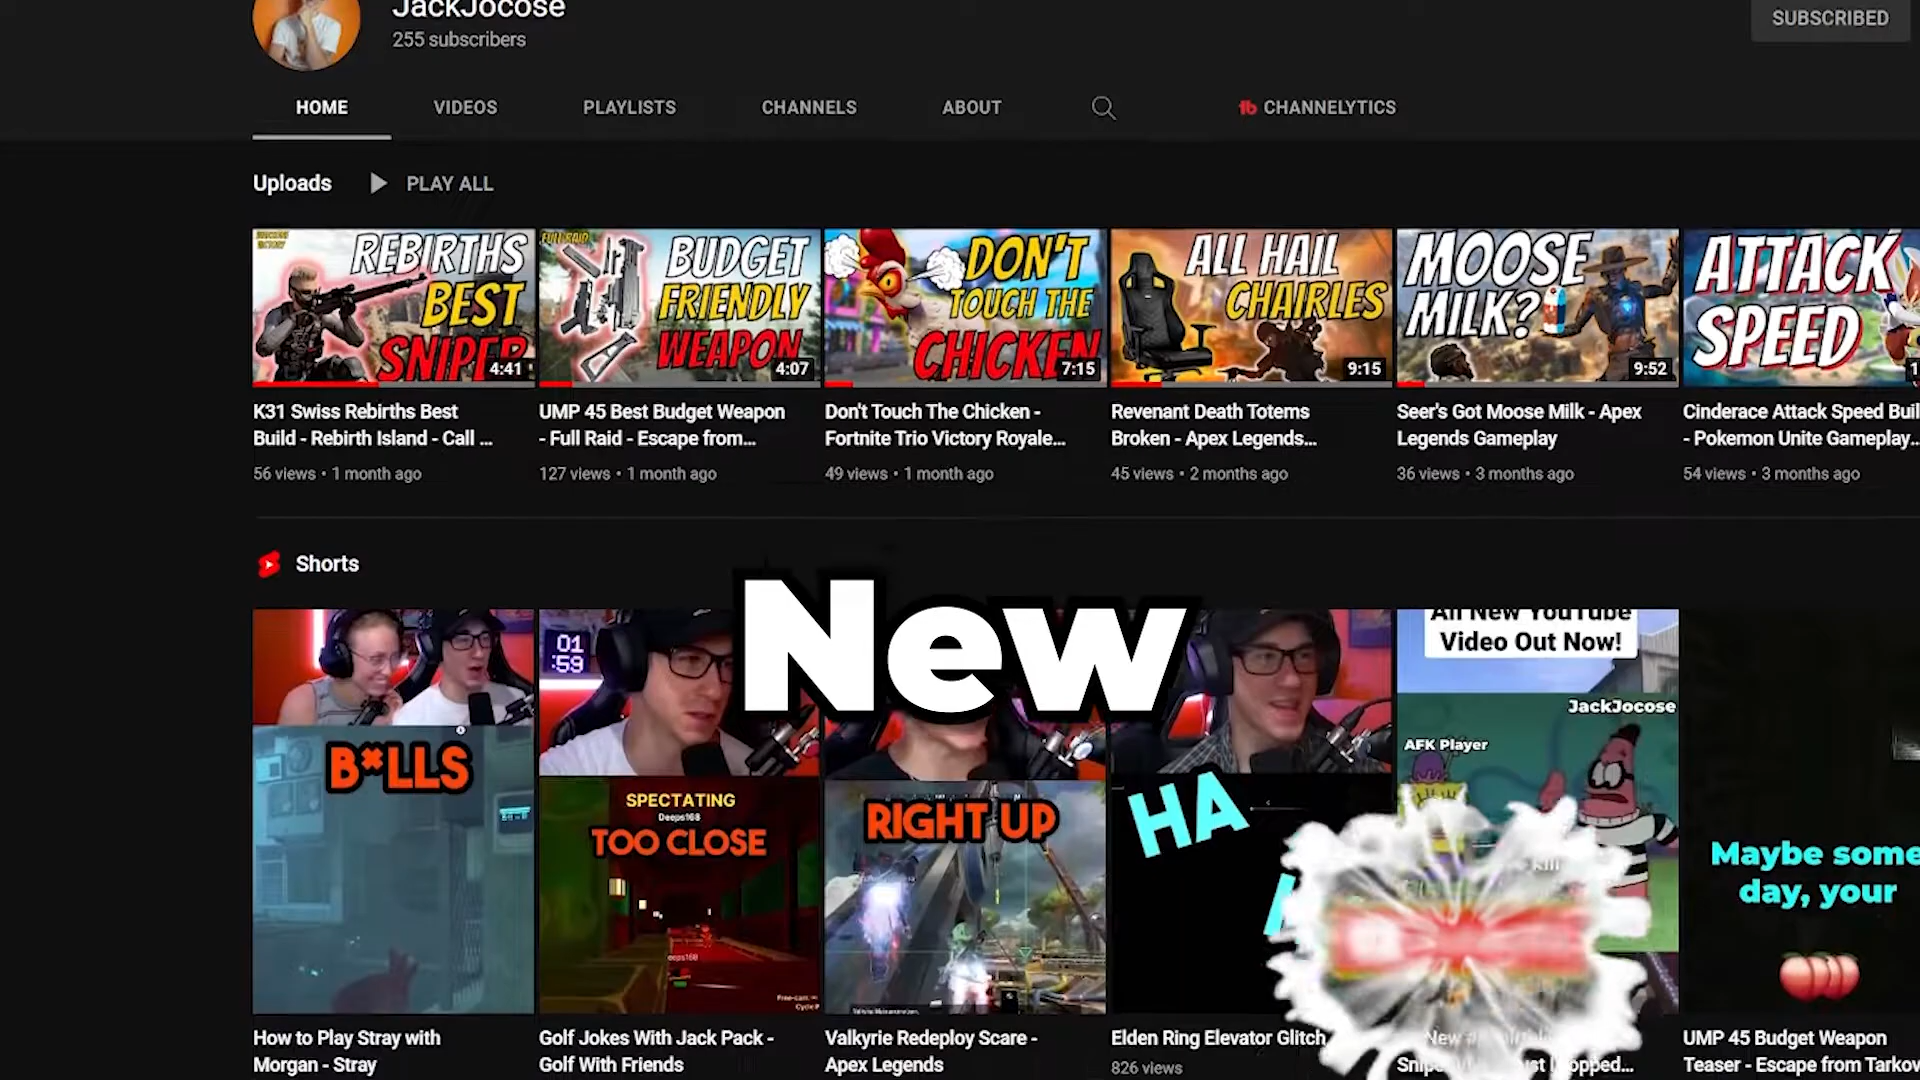 JackJocose
255 subscribers
SUBSCRIBED
HOME
VIDEOS
PLAYLISTS
CHANNELS
ABOUT
CHANNELYTICS
Uploads
PLAY ALL
REBIRTHS
BEST
SNIPER
4:41
FULL RAID
BUDGET
FRIENDLY
WEAPON
4:07
DON'T
TOUCH THE
CHICKEN
7:15
ALL HAIL
CHAIRLES
9:15
MOOSE
MILK?
9:52
ATTACK
SPEED
K31 Swiss Rebirths Best
Build - Rebirth Island - Call ...
56 views • 1 month ago
UMP 45 Best Budget Weapon
- Full Raid - Escape from...
127 views • 1 month ago
Don't Touch The Chicken -
Fortnite Trio Victory Royale...
49 views • 1 month ago
Revenant Death Totems
Broken - Apex Legends...
45 views • 2 months ago
Seer's Got Moose Milk - Apex
Legends Gameplay
36 views • 3 months ago
Cinderace Attack Speed Buil
- Pokemon Unite Gameplay...
54 views • 3 months ago
Shorts
New
B*LLS
01
:59
SPECTATING
Deeps168
TOO CLOSE
RIGHT UP
HA
All New YouTube
Video Out Now!
JackJocose
AFK Player
Maybe some
day, your
How to Play Stray with
Morgan - Stray
Golf Jokes With Jack Pack -
Golf With Friends
Valkyrie Redeploy Scare -
Apex Legends
Elden Ring Elevator Glitch
826 views
New
UMP 45 Budget Weapon
Teaser - Escape from Tarkov